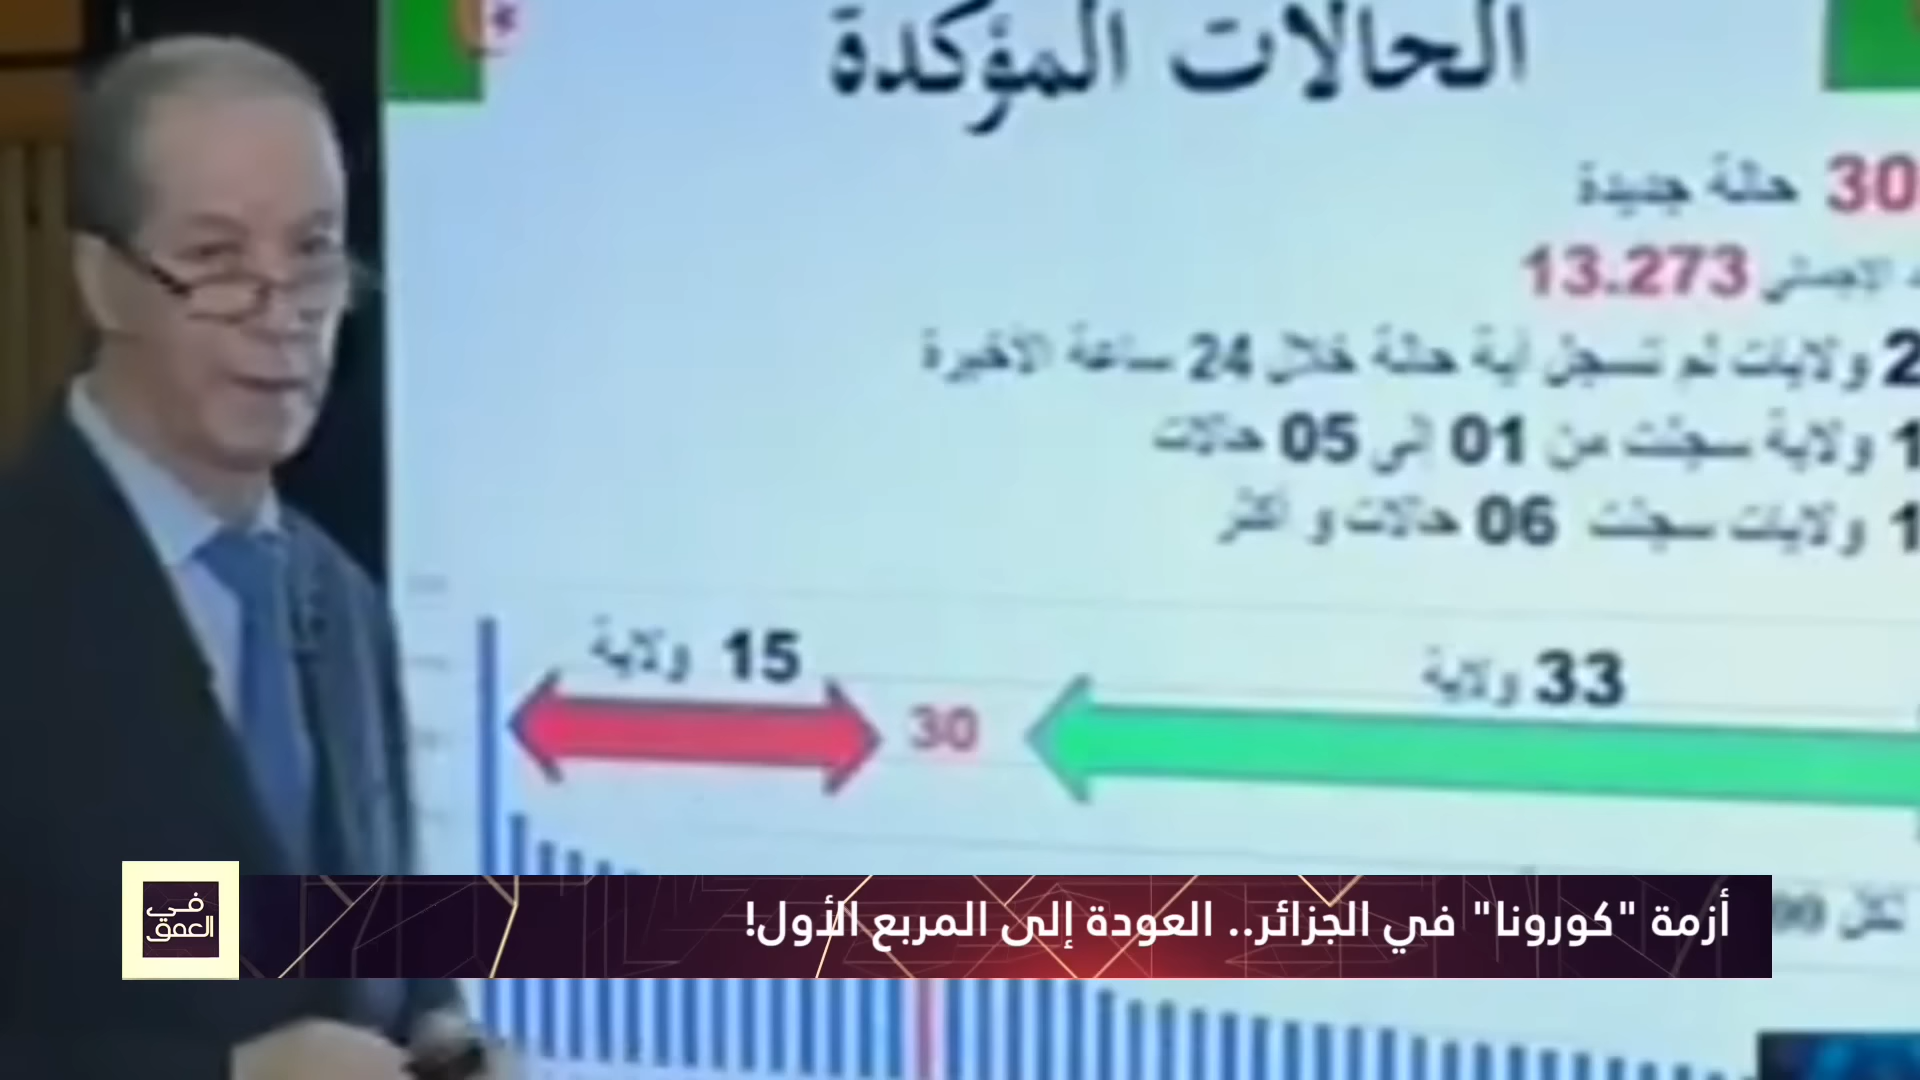 الحالات المؤكدة
30 حالة جديدة
الاجمالي 13.273
ولايات لم تسجل أية حالة خلال 24 ساعة الأخيرة
ولاية سجلت من 01 إلى 05 حالات
ولايات سجلت 06 حالات و أكثر
33 ولاية
15 ولاية
30
لكل
أزمة "كورونا" في الجزائر.. العودة إلى المربع الأول!
في
العمق